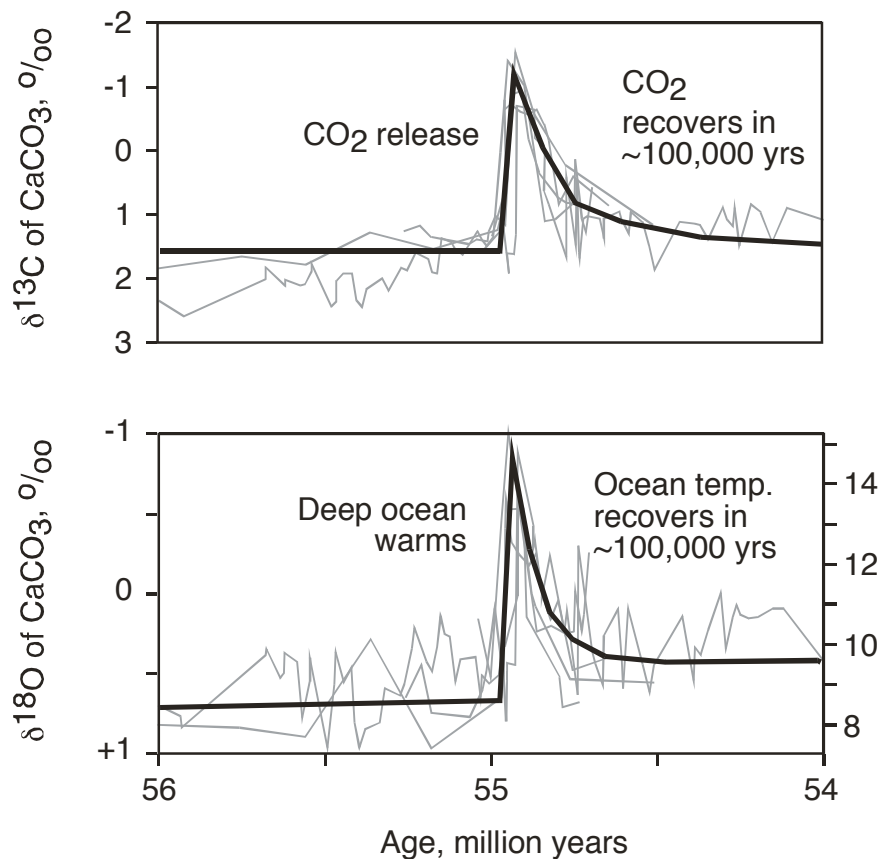 δ13C of CaCO3, o/oo
-2
-1
0
1
2
3
CO2 release
CO2
recovers in
~100,000 yrs
δ18O of CaCO3, o/oo
-1
0
+1
Deep ocean
warms
Ocean temp.
recovers in
~100,000 yrs
14
12
10
8
56
55
54
Age, million years